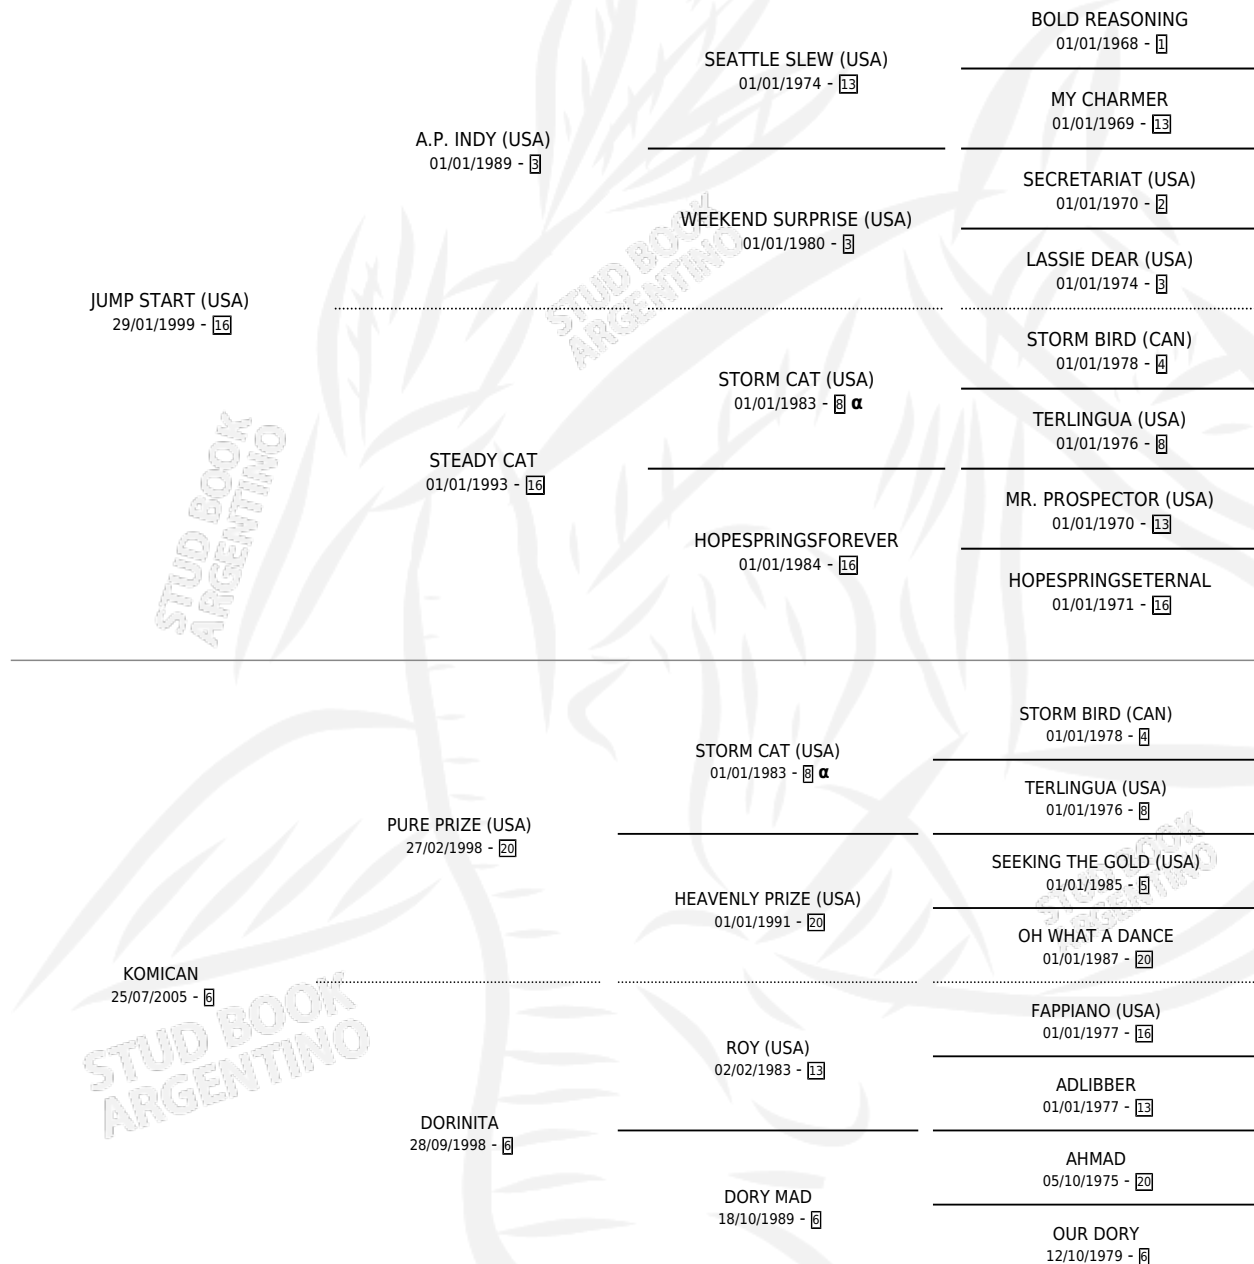 BOLD REASONING
01/01/1968 - 1
SEATTLE SLEW (USA)
01/01/1974 - 13
MY CHARMER
01/01/1969 - 13
A.P. INDY (USA)
01/01/1989 - 3
SECRETARIAT (USA)
01/01/1970 - 2
WEEKEND SURPRISE (USA)
01/01/1980 - 3
LASSIE DEAR (USA)
01/01/1974 - 3
JUMP START (USA)
29/01/1999 - 16
STORM BIRD (CAN)
01/01/1978 - 4
STORM CAT (USA)
01/01/1983 - 8 α
TERLINGUA (USA)
01/01/1976 - 8
STEADY CAT
01/01/1993 - 16
MR. PROSPECTOR (USA)
01/01/1970 - 13
HOPESPRINGSFOREVER
01/01/1984 - 16
HOPESPRINGSETERNAL
01/01/1971 - 16
STORM BIRD (CAN)
01/01/1978 - 4
STORM CAT (USA)
01/01/1983 - 8 α
TERLINGUA (USA)
01/01/1976 - 8
PURE PRIZE (USA)
27/02/1998 - 20
SEEKING THE GOLD (USA)
01/01/1985 - 5
HEAVENLY PRIZE (USA)
01/01/1991 - 20
OH WHAT A DANCE
01/01/1987 - 20
KOMICAN
25/07/2005 - 6
FAPPIANO (USA)
01/01/1977 - 16
ROY (USA)
02/02/1983 - 13
ADLIBBER
01/01/1977 - 13
DORINITA
28/09/1998 - 6
AHMAD
05/10/1975 - 20
DORY MAD
18/10/1989 - 6
OUR DORY
12/10/1979 - 6
STUD BOOK
ARGENTINO
STUD BOOK
ARGENTINO
STUD BOOK
ARGENTINO
STUD BOOK
ARGENTINO